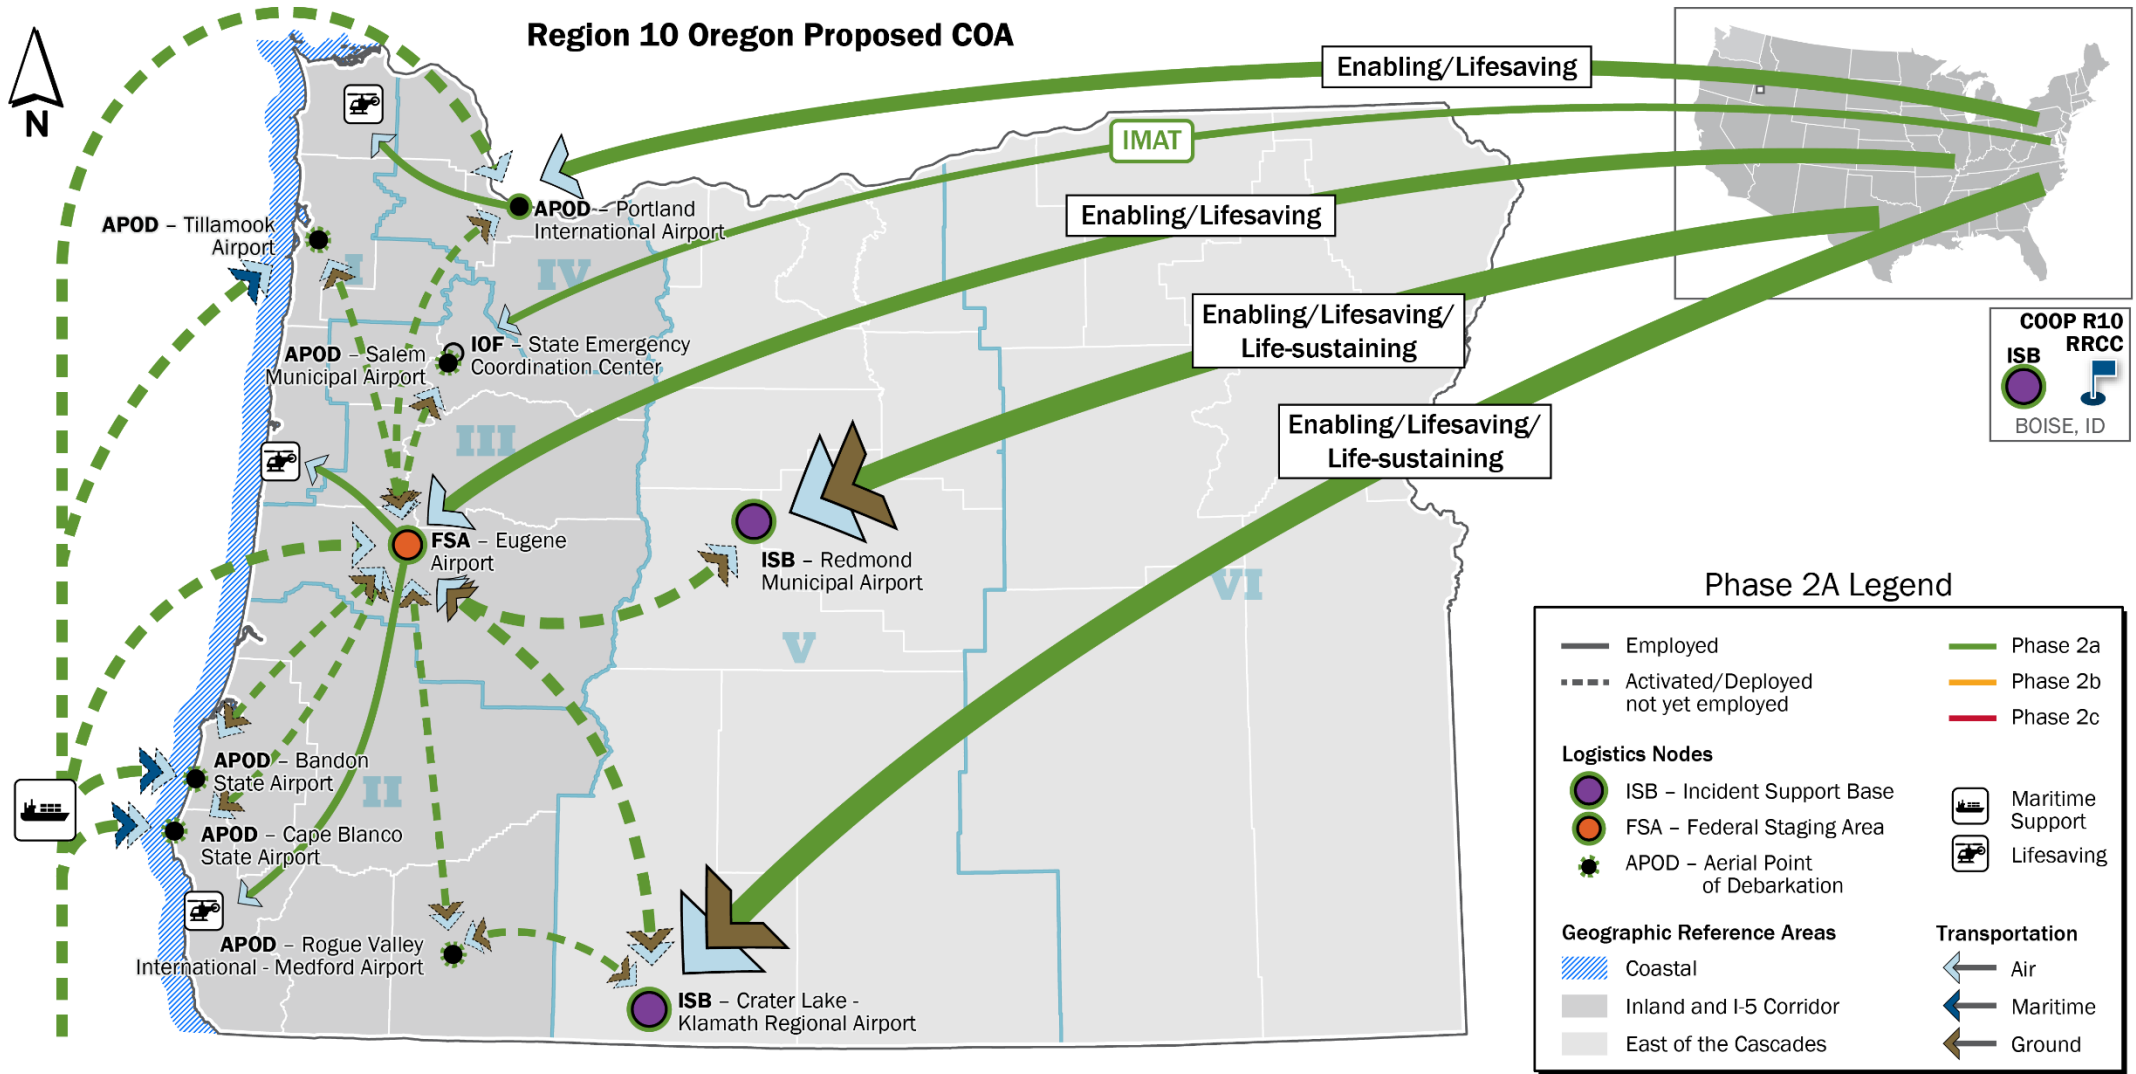 Region 10 Oregon Proposed COA
N
Enabling/Lifesaving
IMAT
Enabling/Lifesaving
Enabling/Lifesaving/
Life-sustaining
Enabling/Lifesaving/
Life-sustaining
COOP R10
RRCC
ISB
BOISE, ID
APOD – Portland
International Airport
APOD – Tillamook
Airport
I
IV
IOF – State Emergency
Coordination Center
APOD – Salem
Municipal Airport
III
FSA – Eugene
Airport
ISB – Redmond
Municipal Airport
V
VI
APOD – Bandon
State Airport
II
APOD – Cape Blanco
State Airport
APOD – Rogue Valley
International - Medford Airport
ISB – Crater Lake -
Klamath Regional Airport
Phase 2A Legend
Employed
Activated/Deployed
not yet employed
Phase 2a
Phase 2b
Phase 2c
Logistics Nodes
ISB – Incident Support Base
FSA – Federal Staging Area
APOD – Aerial Point
of Debarkation
Maritime
Support
Lifesaving
Geographic Reference Areas
Coastal
Inland and I-5 Corridor
East of the Cascades
Transportation
Air
Maritime
Ground